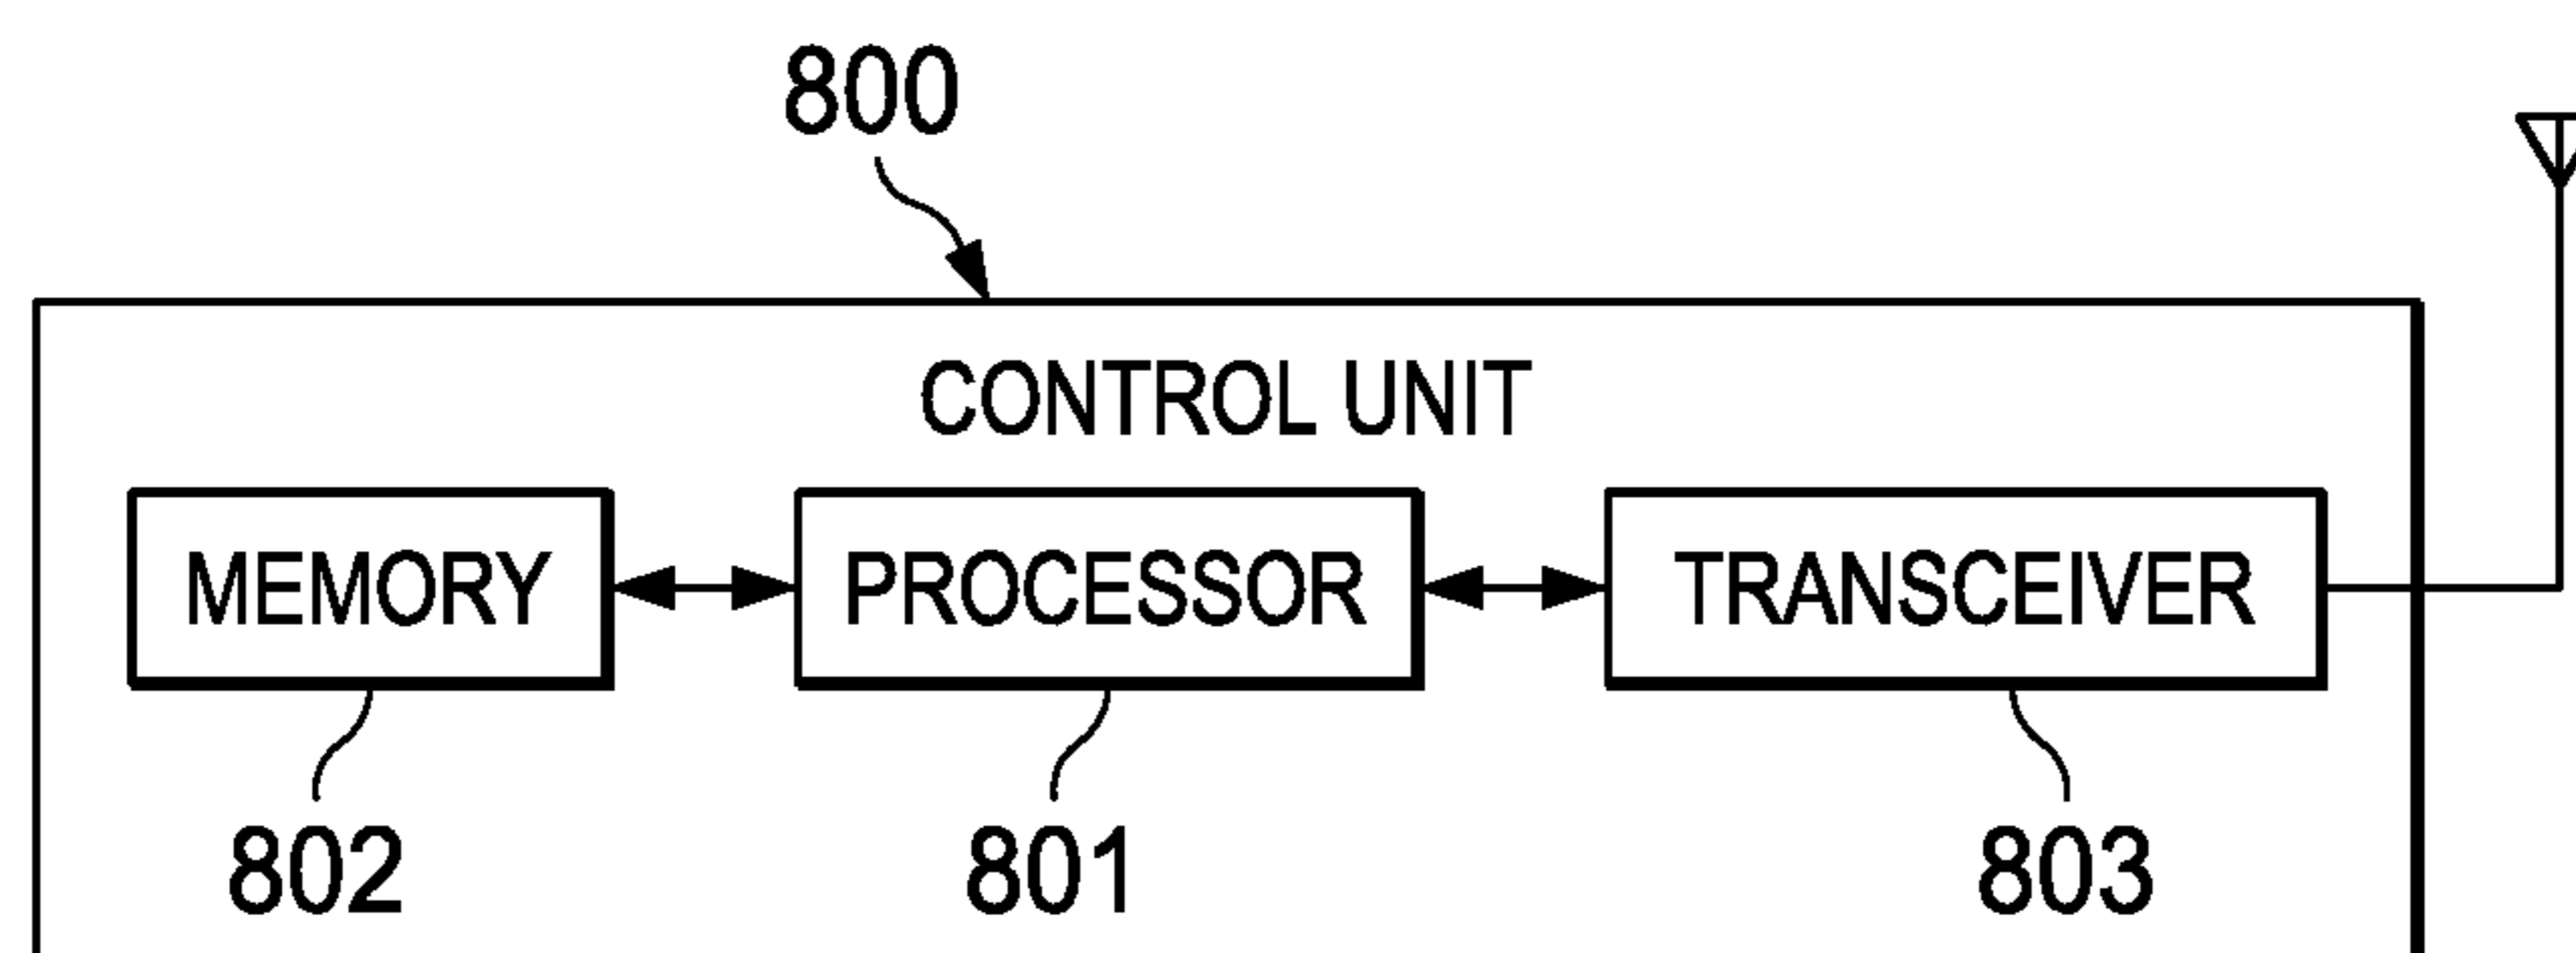 800
CONTROL UNIT
MEMORY PROCESSOR TRANSCEIVER
802 801 803